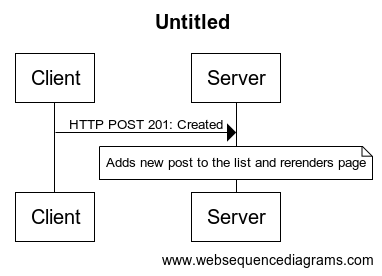 Untitled
Client
Server
HTTP POST 201: Created
Adds new post to the list and rerenders page
Client
Server
www.websequencediagrams.com